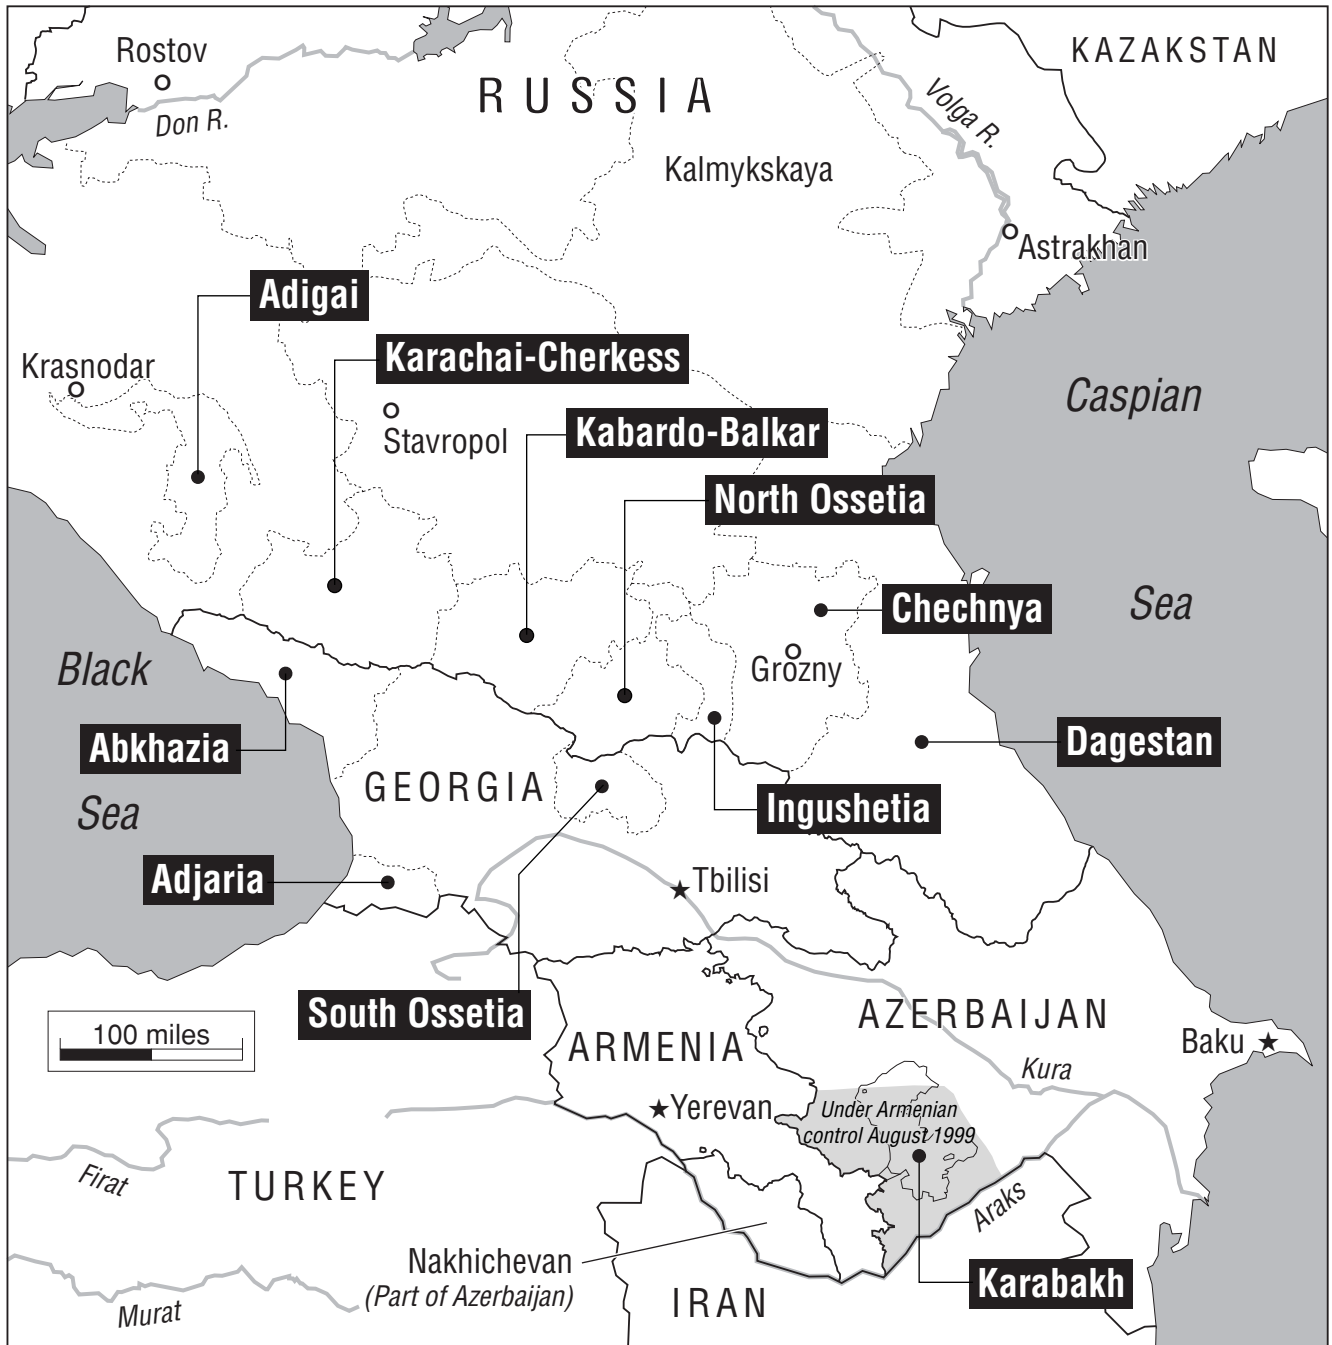 Rostov
KAZAKSTAN
RUSSIA
Don R.
Volga R.
Kalmykskaya
Astrakhan
Adigai
Karachai-Cherkess
Krasnodar
Caspian
Stavropol
Kabardo-Balkar
North Ossetia
Chechnya
Sea
Black
Grozny
Abkhazia
Dagestan
GEORGIA
Sea
Ingushetia
Adjaria
Tbilisi
South Ossetia
AZERBAIJAN
100 miles
ARMENIA
Baku
Kura
Yerevan
Under Armenian
control August 1999
Firat
TURKEY
Araks
Nakhichevan
(Part of Azerbaijan)
Karabakh
IRAN
Murat